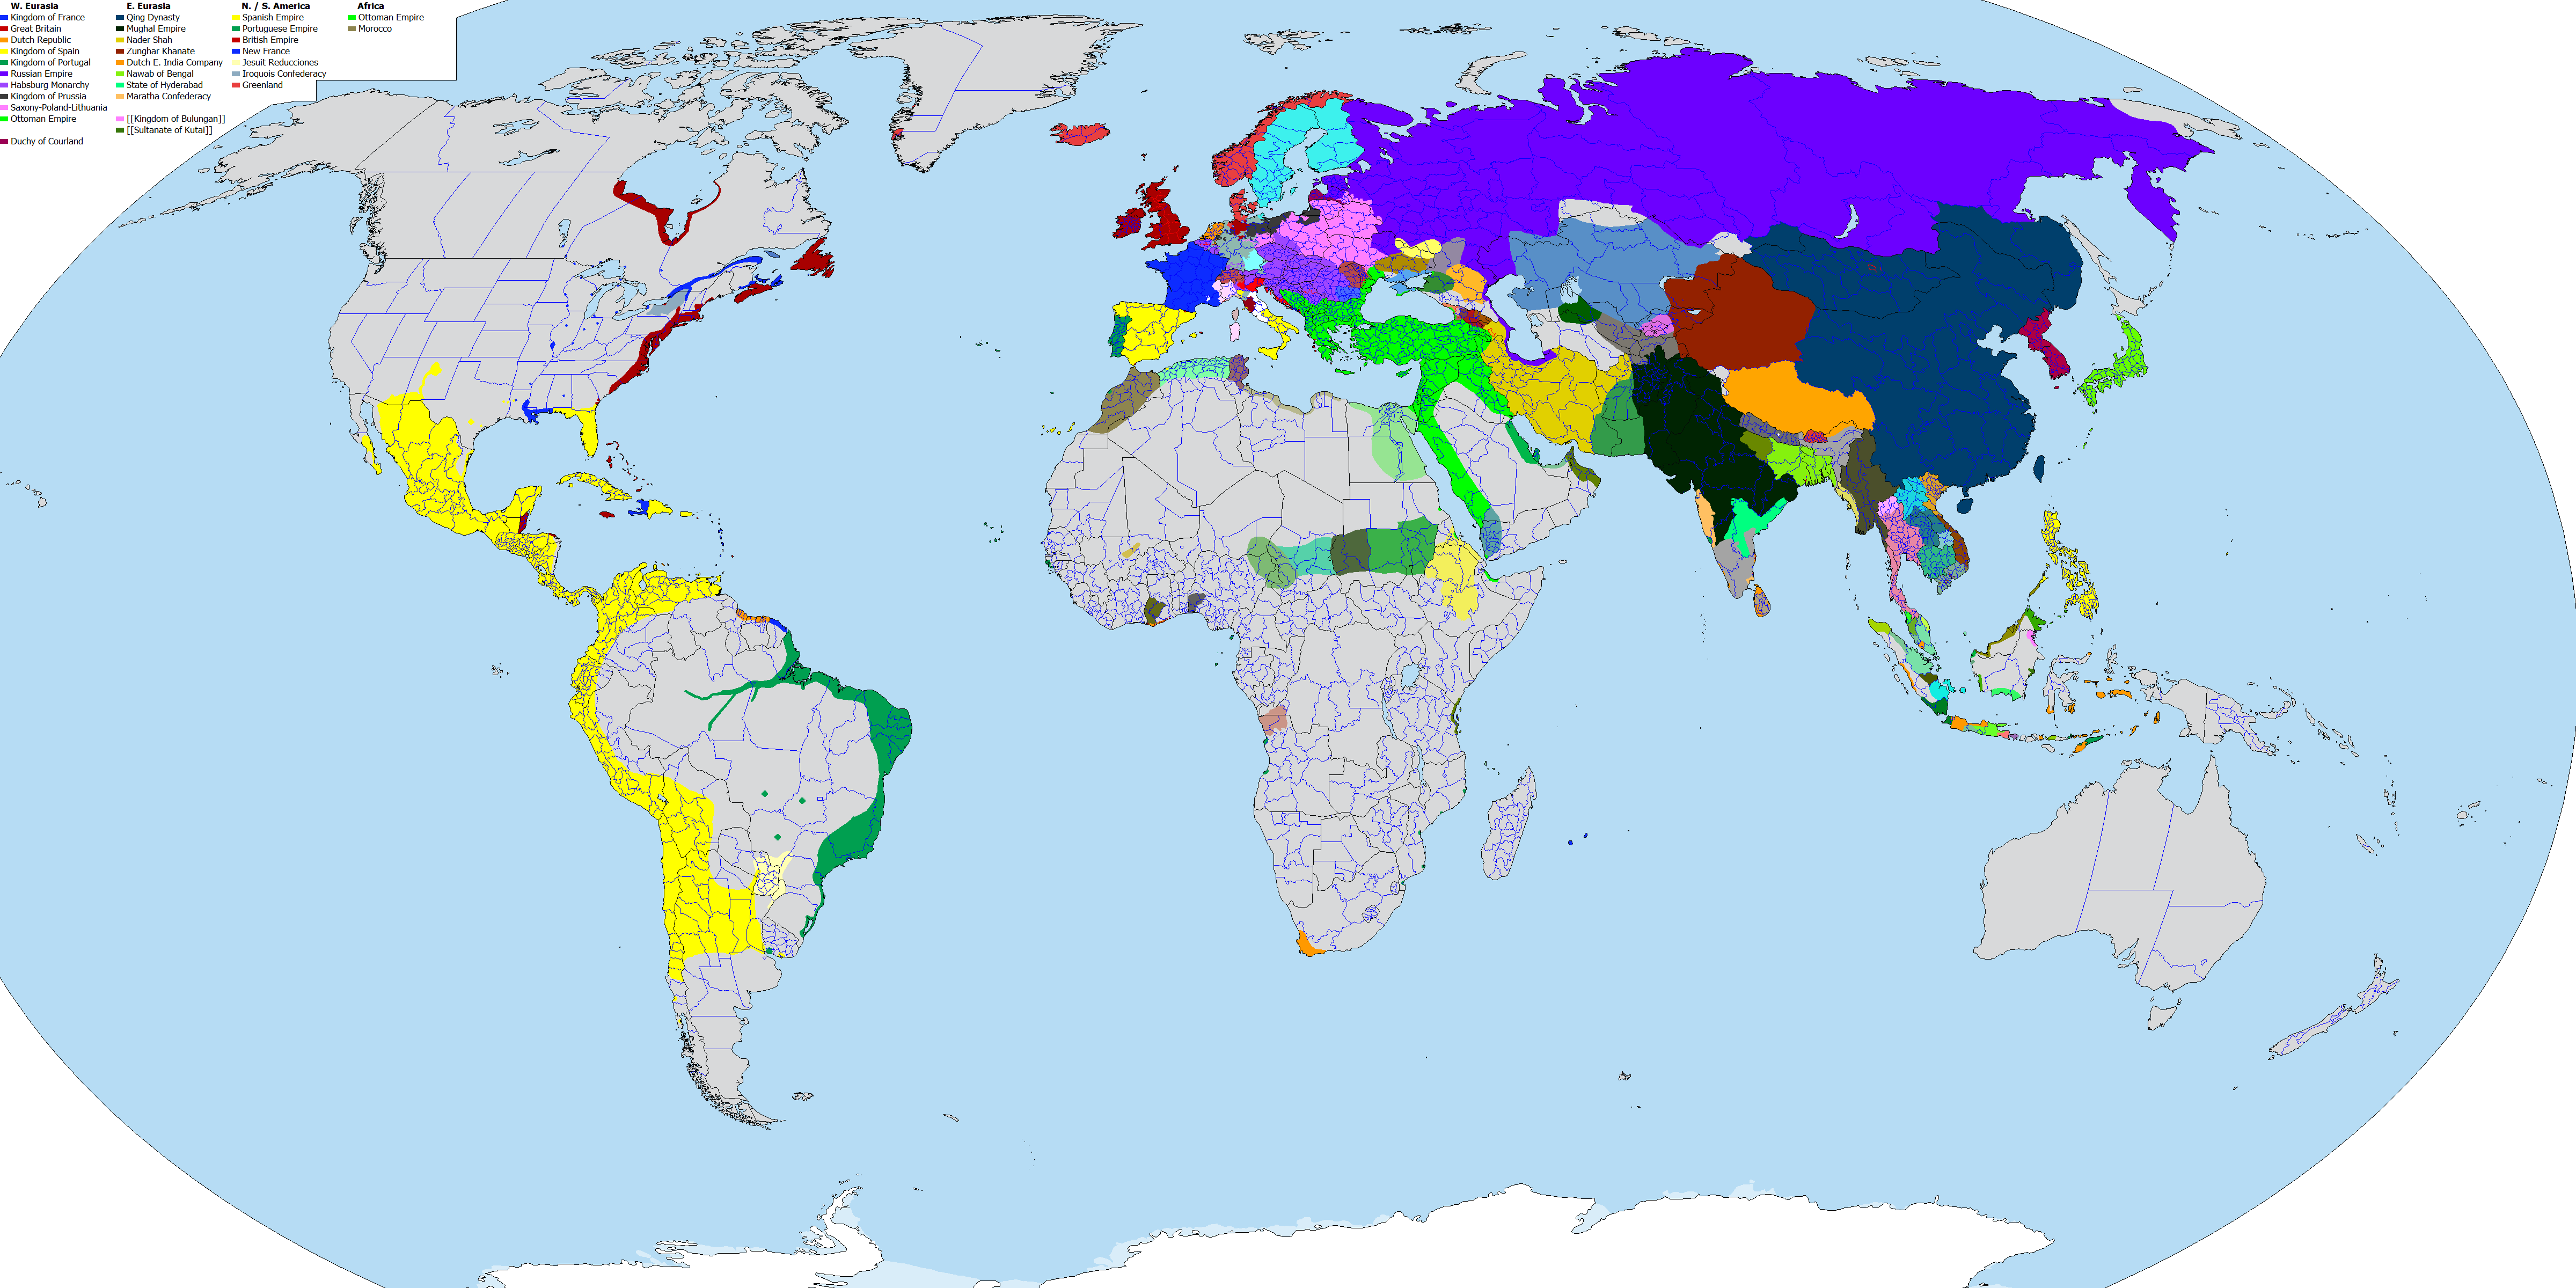 W. Eurasia
Kingdom of France
Great Britain
Dutch Republic
Kingdom of Spain
Kingdom of Portugal
Russian Empire
Habsburg Monarchy
Kingdom of Prussia
Saxony-Poland-Lithuania
Ottoman Empire
Duchy of Courland
E. Eurasia
Qing Dynasty
Mughal Empire
Nader Shah
Zunghar Khanate
Dutch E. India Company
Nawab of Bengal
State of Hyderabad
Maratha Confederacy
[[Kingdom of Bulungan]]
[[Sultanate of Kutai]]
N. / S. America
Spanish Empire
Portuguese Empire
British Empire
New France
Jesuit Reducciones
Iroquois Confederacy
Greenland
Africa
Ottoman Empire
Morocco